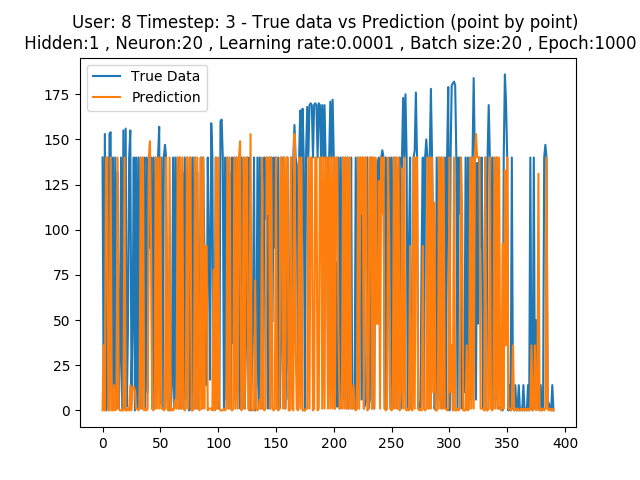 User: 8 Timestep: 3 - True data vs Prediction (point by point)
Hidden:1 , Neuron:20 , Learning rate:0.0001 , Batch size:20 , Epoch:1000
True Data
Prediction
175
150
125
100
75
50
25
0
0 50 100 150 200 250 300 350 400